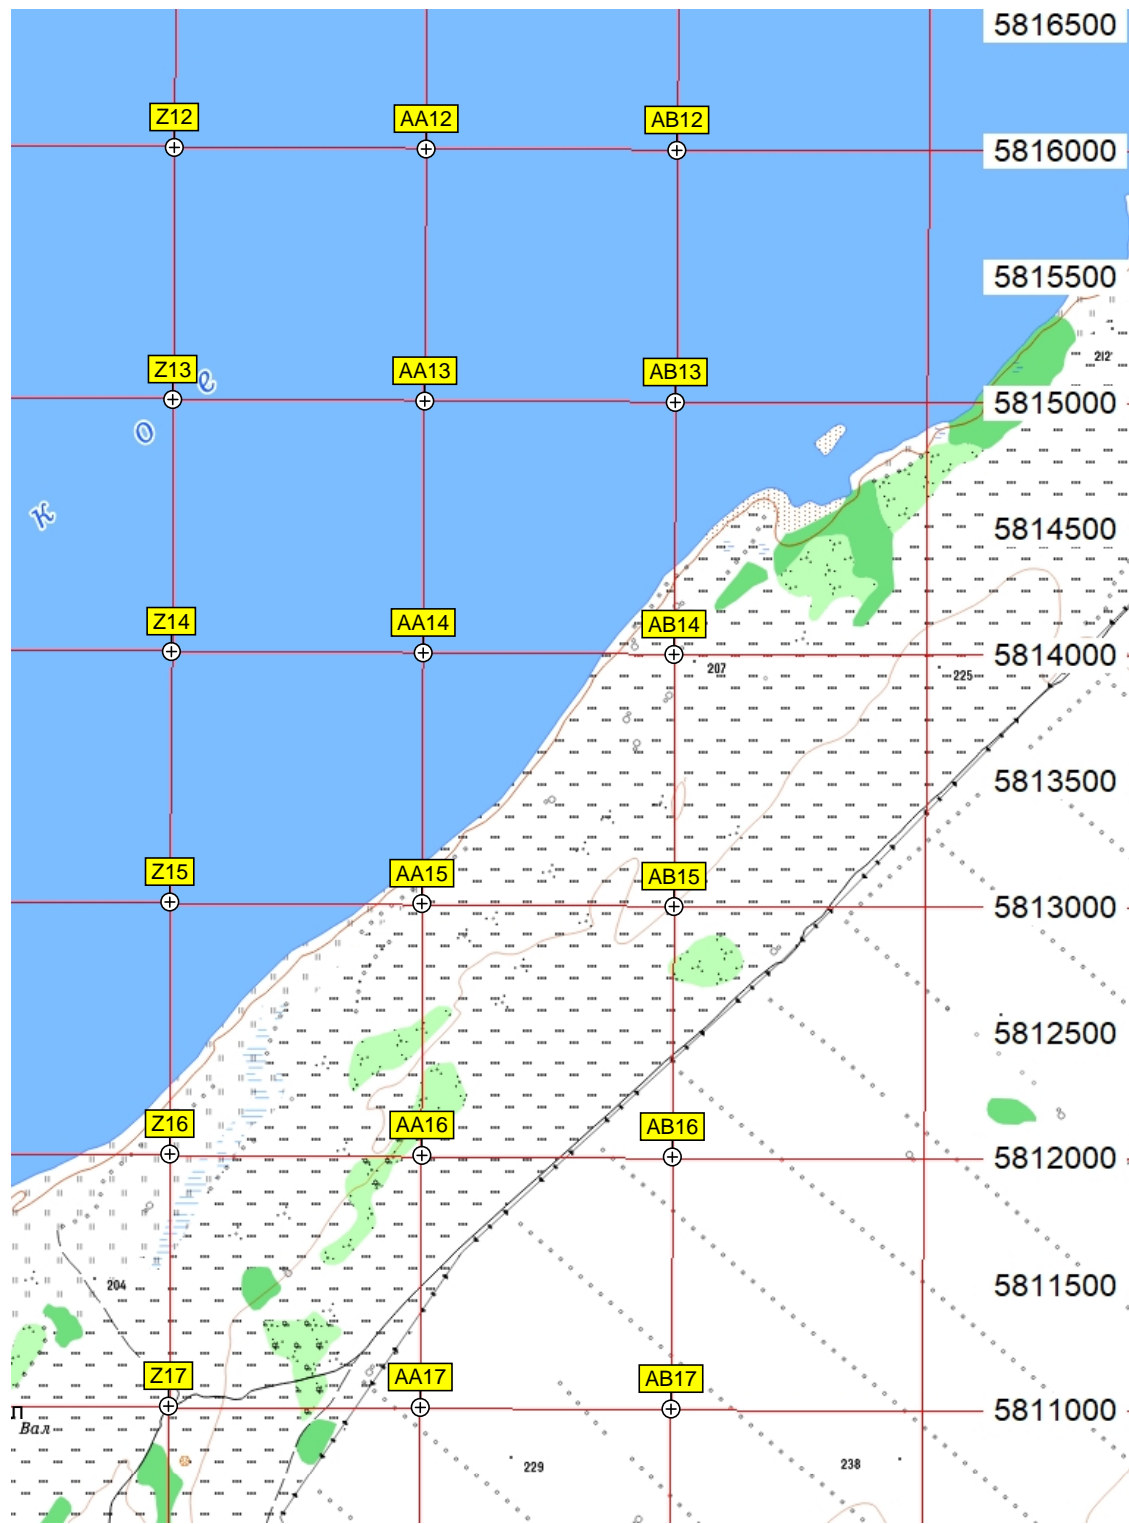 5816500
Z12 AA12 AB12
5816000
5815500
212
Z13 AA13 AB13
е
5815000
о
к
5814500
Z14 AA14 AB14
5814000
207
225
5813500
Z15 AA15 AB15
5813000
5812500
Z16 AA16 AB16
5812000
204
5811500
Z17 AA17 AB17
5811000
П
Вал
229
238